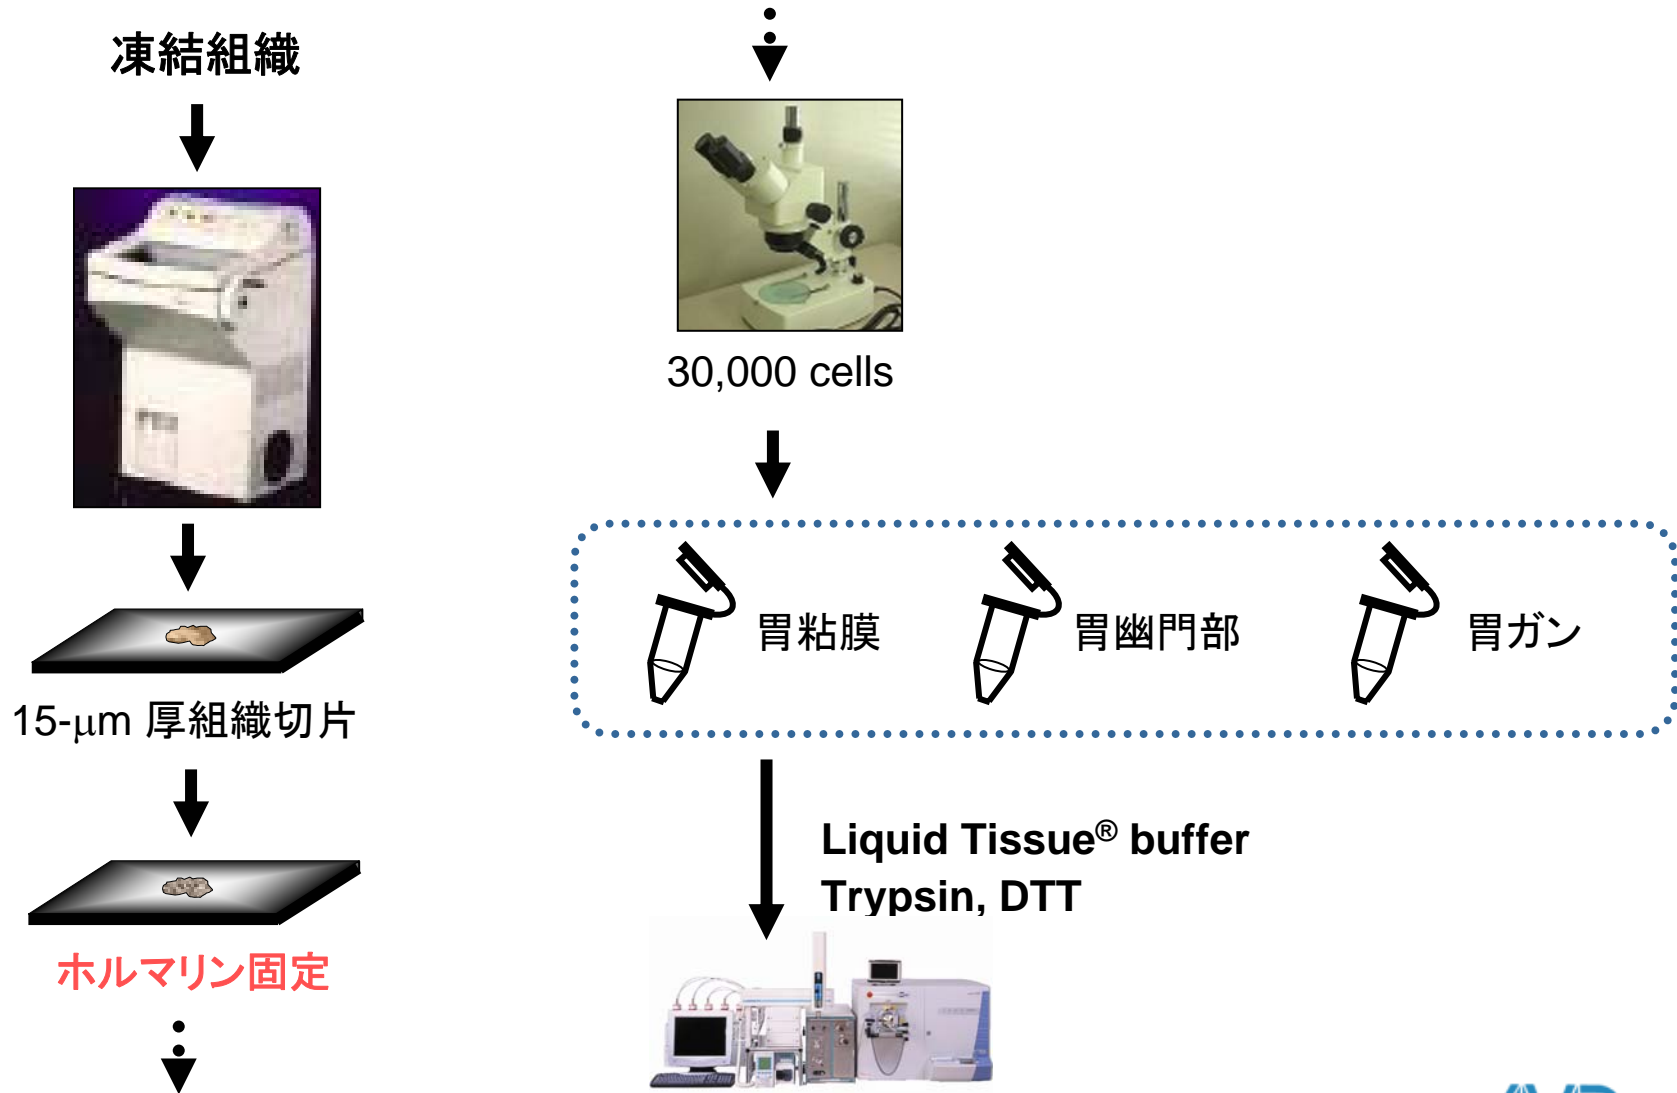 凍結組織
15-μm 厚組織切片
ホルマリン固定
30,000 cells
胃粘膜
胃幽門部
胃ガン
Liquid Tissue® buffer
Trypsin, DTT